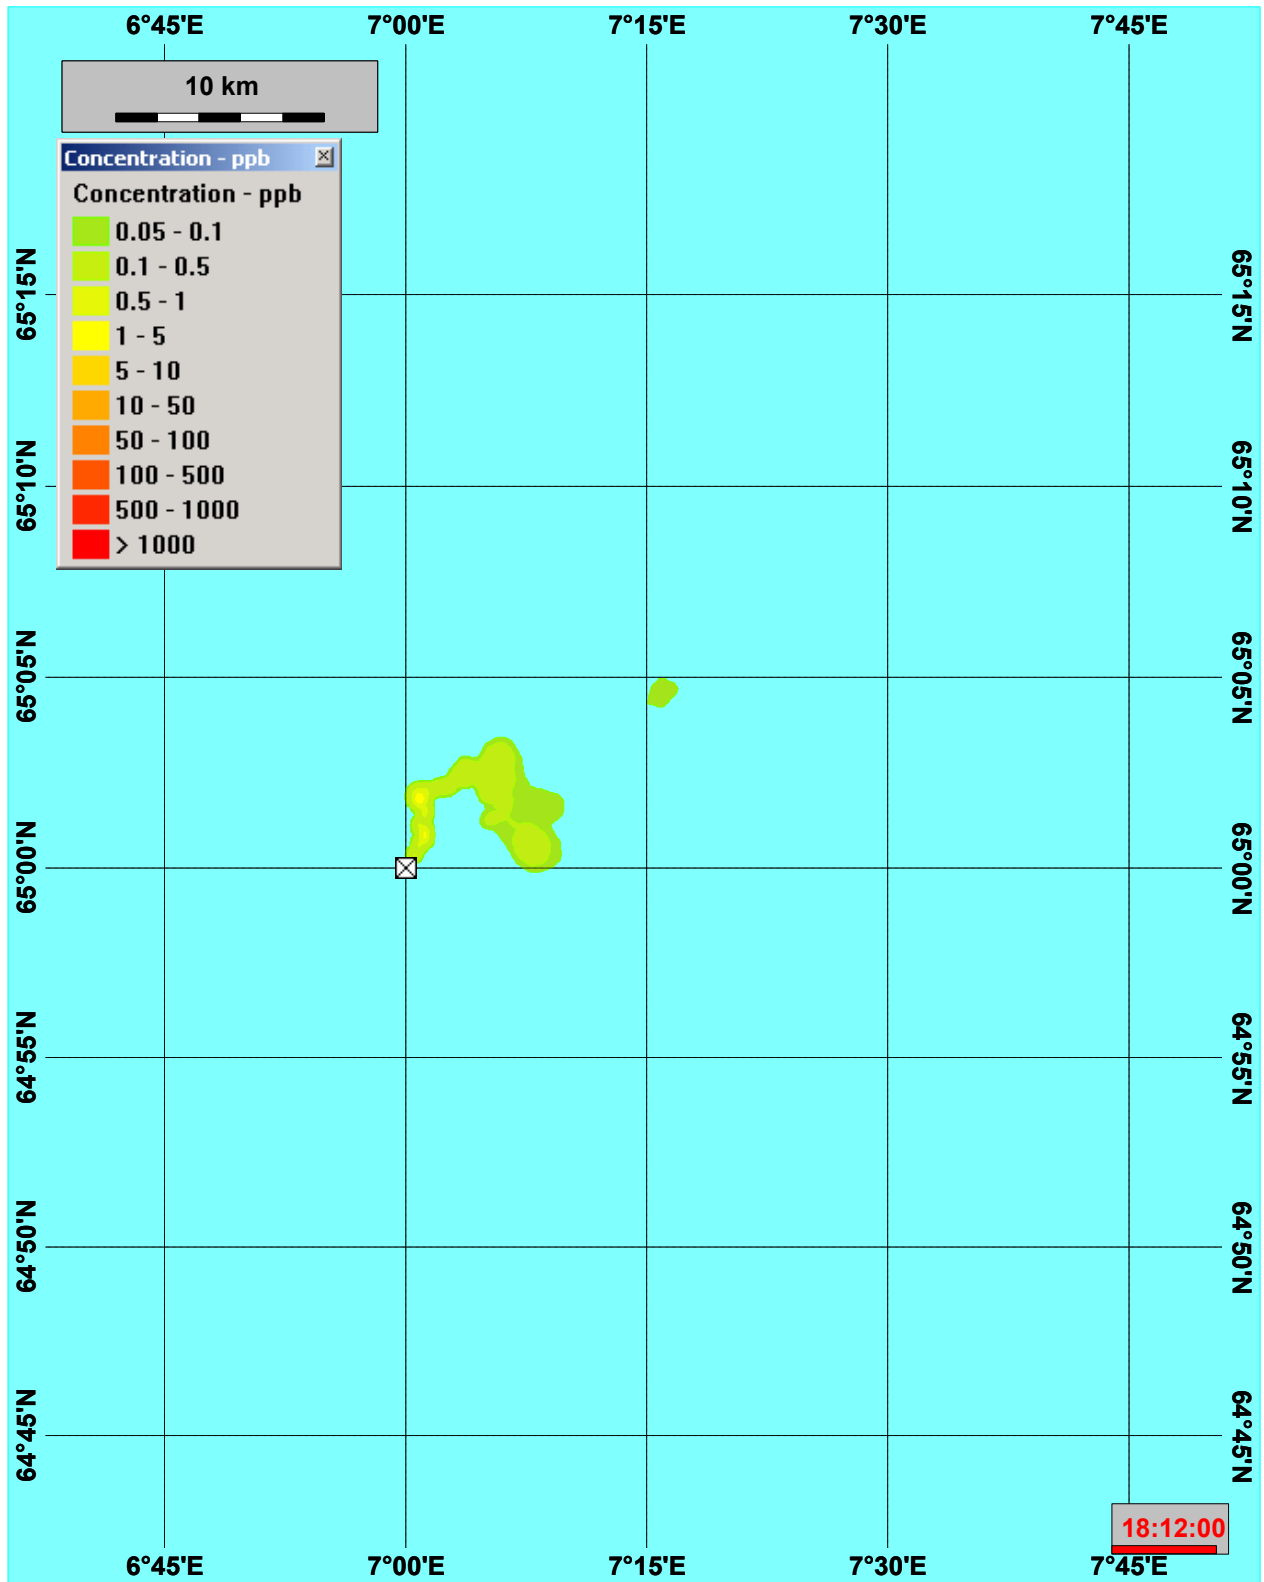 6°45'E 7°00'E 7°15'E 7°30'E 7°45'E
10 km
Concentration - ppb
Concentration - ppb
0.05 - 0.1
0.1 - 0.5
0.5 - 1
1 - 5
5 - 10
10 - 50
50 - 100
100 - 500
500 - 1000
> 1000
65°15'N 65°15'N
65°10'N 65°10'N
65°05'N 65°05'N
65°00'N 65°00'N
64°55'N 64°55'N
64°50'N 64°50'N
64°45'N 64°45'N
18:12:00
6°45'E 7°00'E 7°15'E 7°30'E 7°45'E